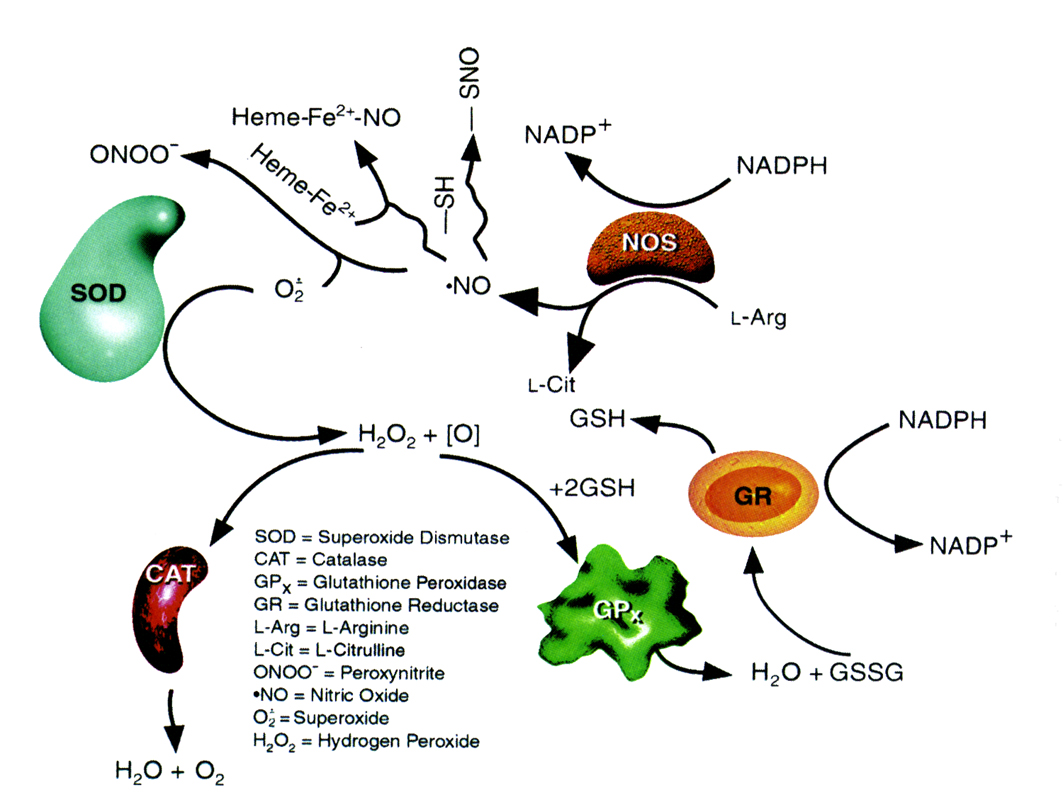 —SNO
Heme-Fe²⁺-NO
NADP⁺
ONOO⁻
Heme-Fe²⁺
NADPH
—SH
NOS
SOD
O₂∸
•NO
L-Arg
L-Cit
GSH
NADPH
H₂O₂ + [O]
+2GSH
GR
SOD = Superoxide Dismutase
NADP⁺
CAT = Catalase
CAT
GPₓ = Glutathione Peroxidase
GR = Glutathione Reductase
GPₓ
L-Arg = L-Arginine
L-Cit = L-Citrulline
ONOO⁻ = Peroxynitrite
H₂O + GSSG
•NO = Nitric Oxide
O₂∸ = Superoxide
H₂O₂ = Hydrogen Peroxide
H₂O + O₂